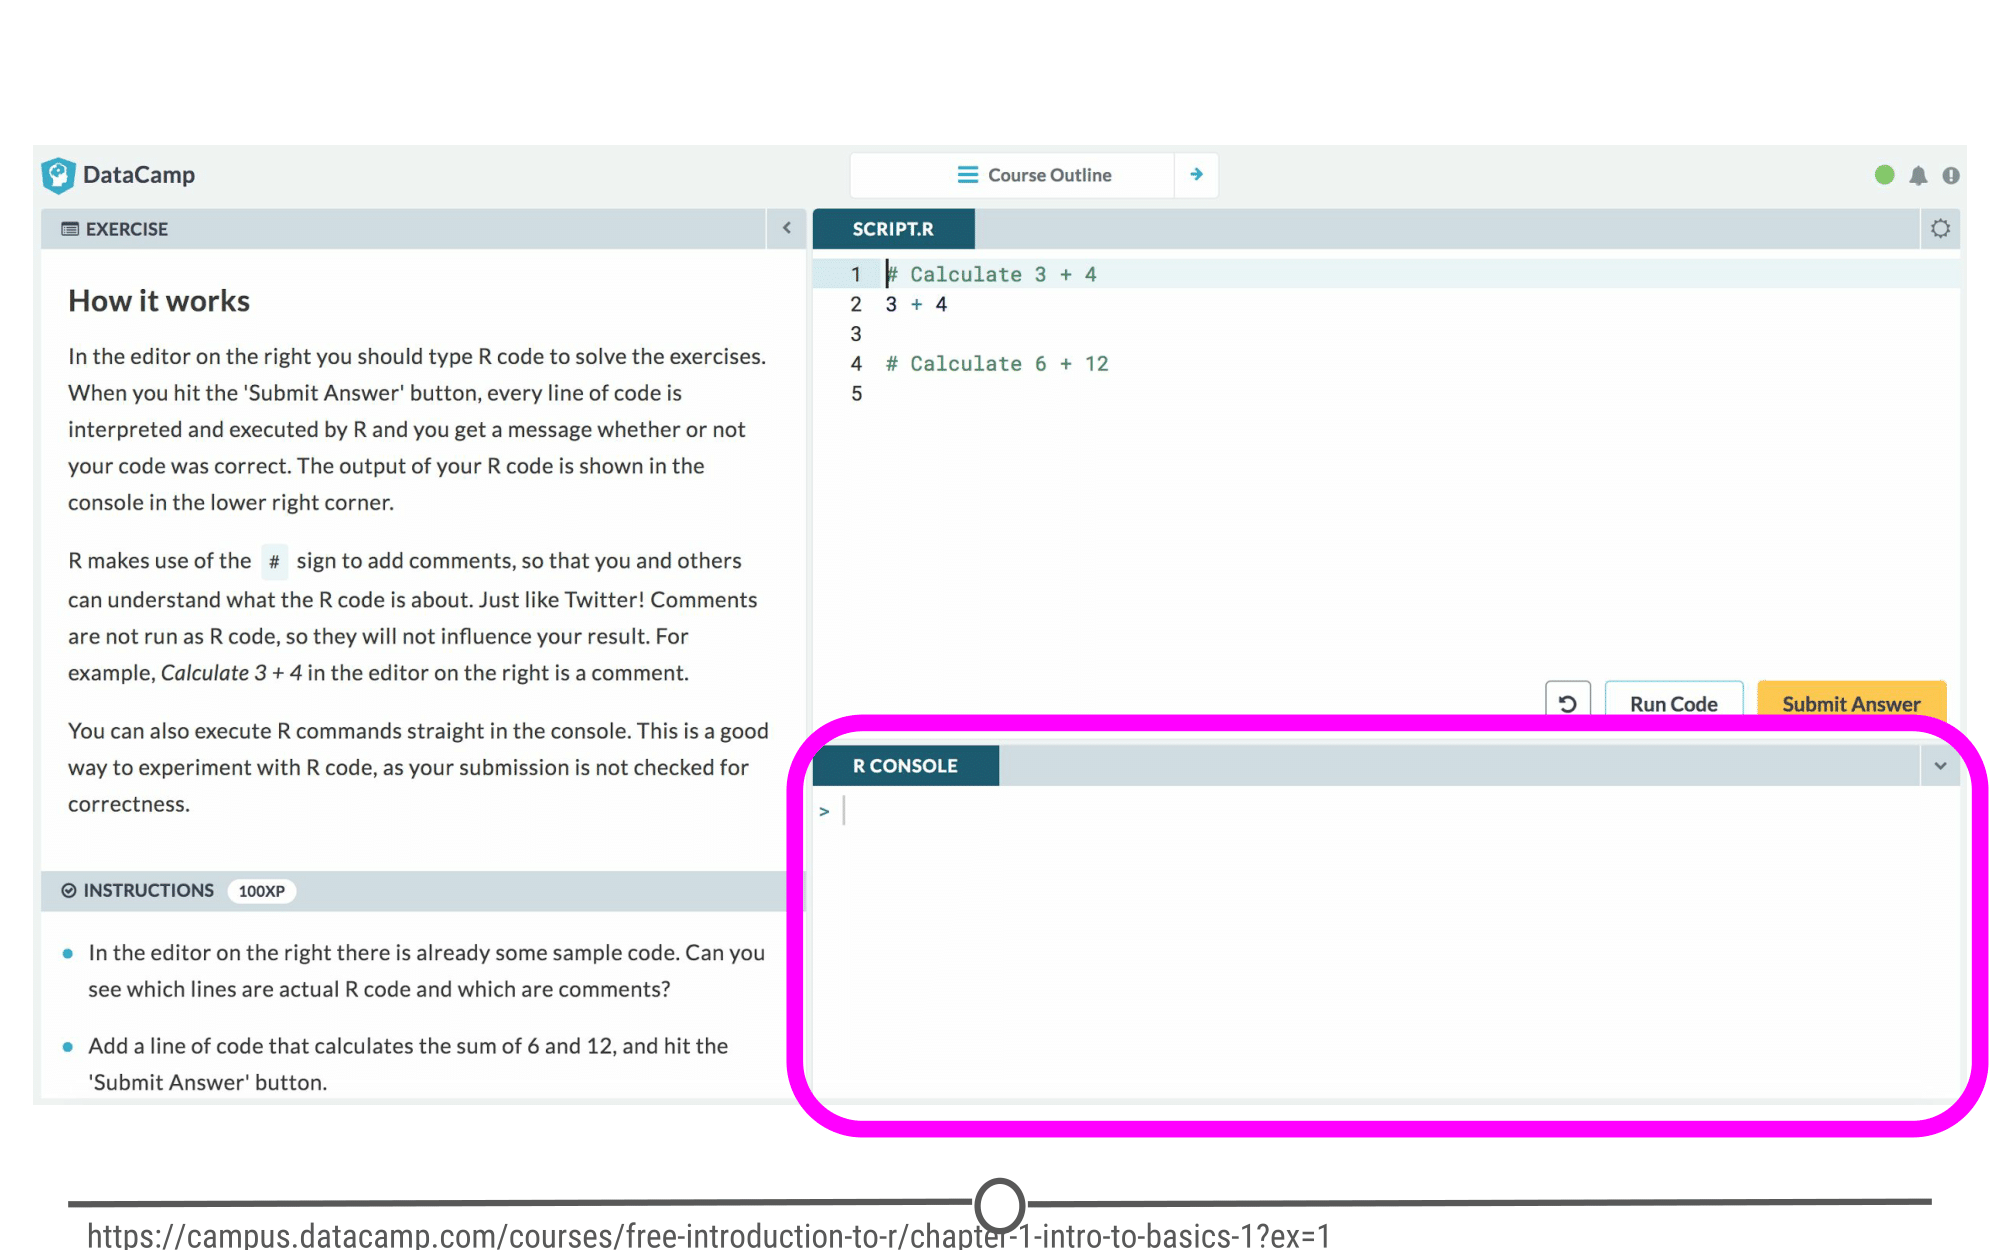 DataCamp
Course Outline
EXERCISE
How it works
In the editor on the right you should type R code to solve the exercises.
When you hit the 'Submit Answer' button, every line of code is
interpreted and executed by R and you get a message whether or not
your code was correct. The output of your R code is shown in the
console in the lower right corner.
R makes use of the # sign to add comments, so that you and others
can understand what the R code is about. Just like Twitter! Comments
are not run as R code, so they will not influence your result. For
example, Calculate 3 + 4 in the editor on the right is a comment.
You can also execute R commands straight in the console. This is a good
way to experiment with R code, as your submission is not checked for
correctness.
INSTRUCTIONS 100XP
In the editor on the right there is already some sample code. Can you
see which lines are actual R code and which are comments?
Add a line of code that calculates the sum of 6 and 12, and hit the
'Submit Answer' button.
SCRIPT.R
1 # Calculate 3 + 4
2 3 + 4
3
4 # Calculate 6 + 12
5
Run Code
Submit Answer
R CONSOLE
>
https://campus.datacamp.com/courses/free-introduction-to-r/chapter-1-intro-to-basics-1?ex=1